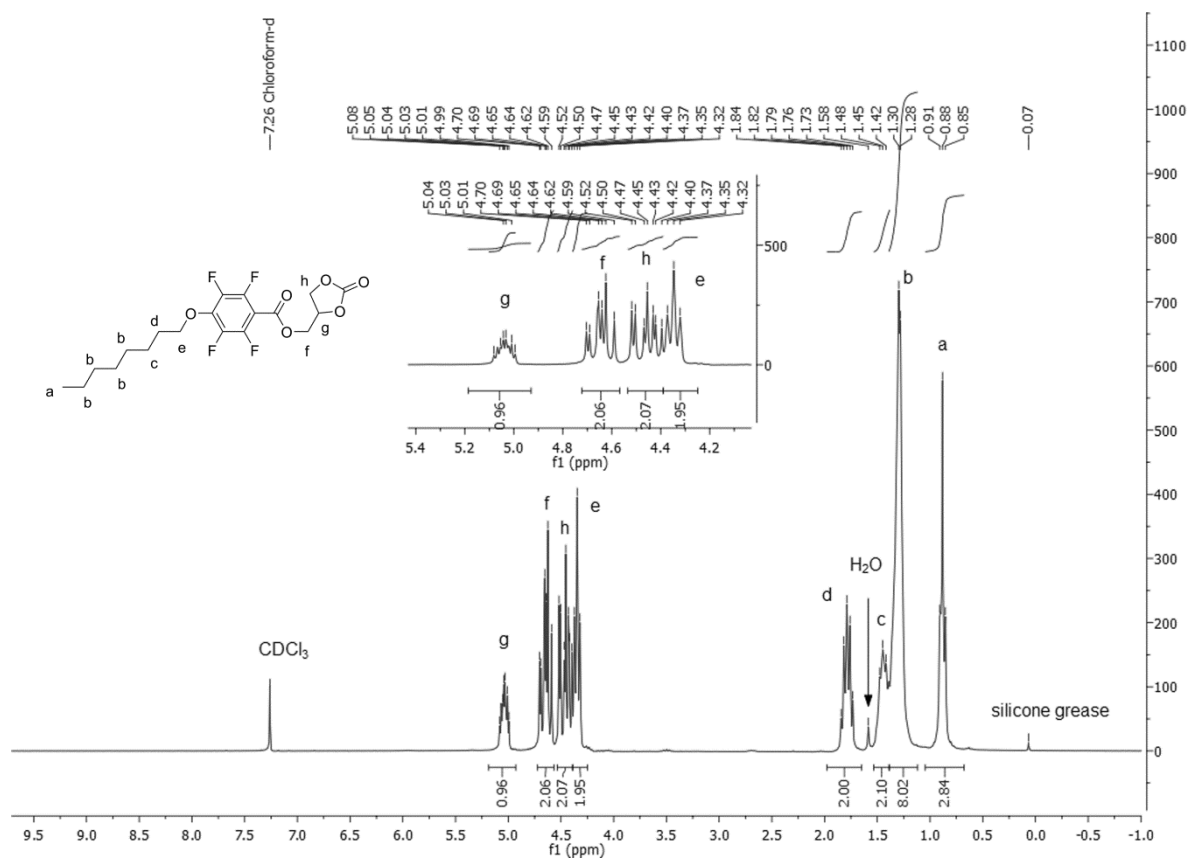 7.26 Chloroform-d
5.08 5.05 5.04 5.03 5.01 4.99 4.70 4.69 4.65 4.64 4.62 4.59 4.52 4.50 4.47 4.45 4.43 4.42 4.40 4.37 4.35 4.32 1.84 1.82 1.79 1.76 1.73 1.58 1.48 1.45 1.42 1.30 1.28 0.91 0.88 0.85 0.07
5.04 5.03 5.01 4.70 4.69 4.65 4.64 4.62 4.59 4.52 4.50 4.47 4.45 4.43 4.42 4.40 4.37 4.35 4.32
500
0
g f h e
0.96 2.06 2.07 1.95
5.4 5.2 5.0 4.8 4.6 4.4 4.2
f1 (ppm)
h
F F O O O
O g O
d O O
b b e F F f
b c
a b
1100
1000
900
800
700
600
500
400
300
200
100
0
b
a
f
h
e
H2O
d
c
g
CDCl3
silicone grease
0.96 2.06 2.07 1.95 2.00 2.10 8.02 2.84
9.5 9.0 8.5 8.0 7.5 7.0 6.5 6.0 5.5 5.0 4.5 4.0 3.5 3.0 2.5 2.0 1.5 1.0 0.5 0.0 -0.5 -1.0
f1 (ppm)